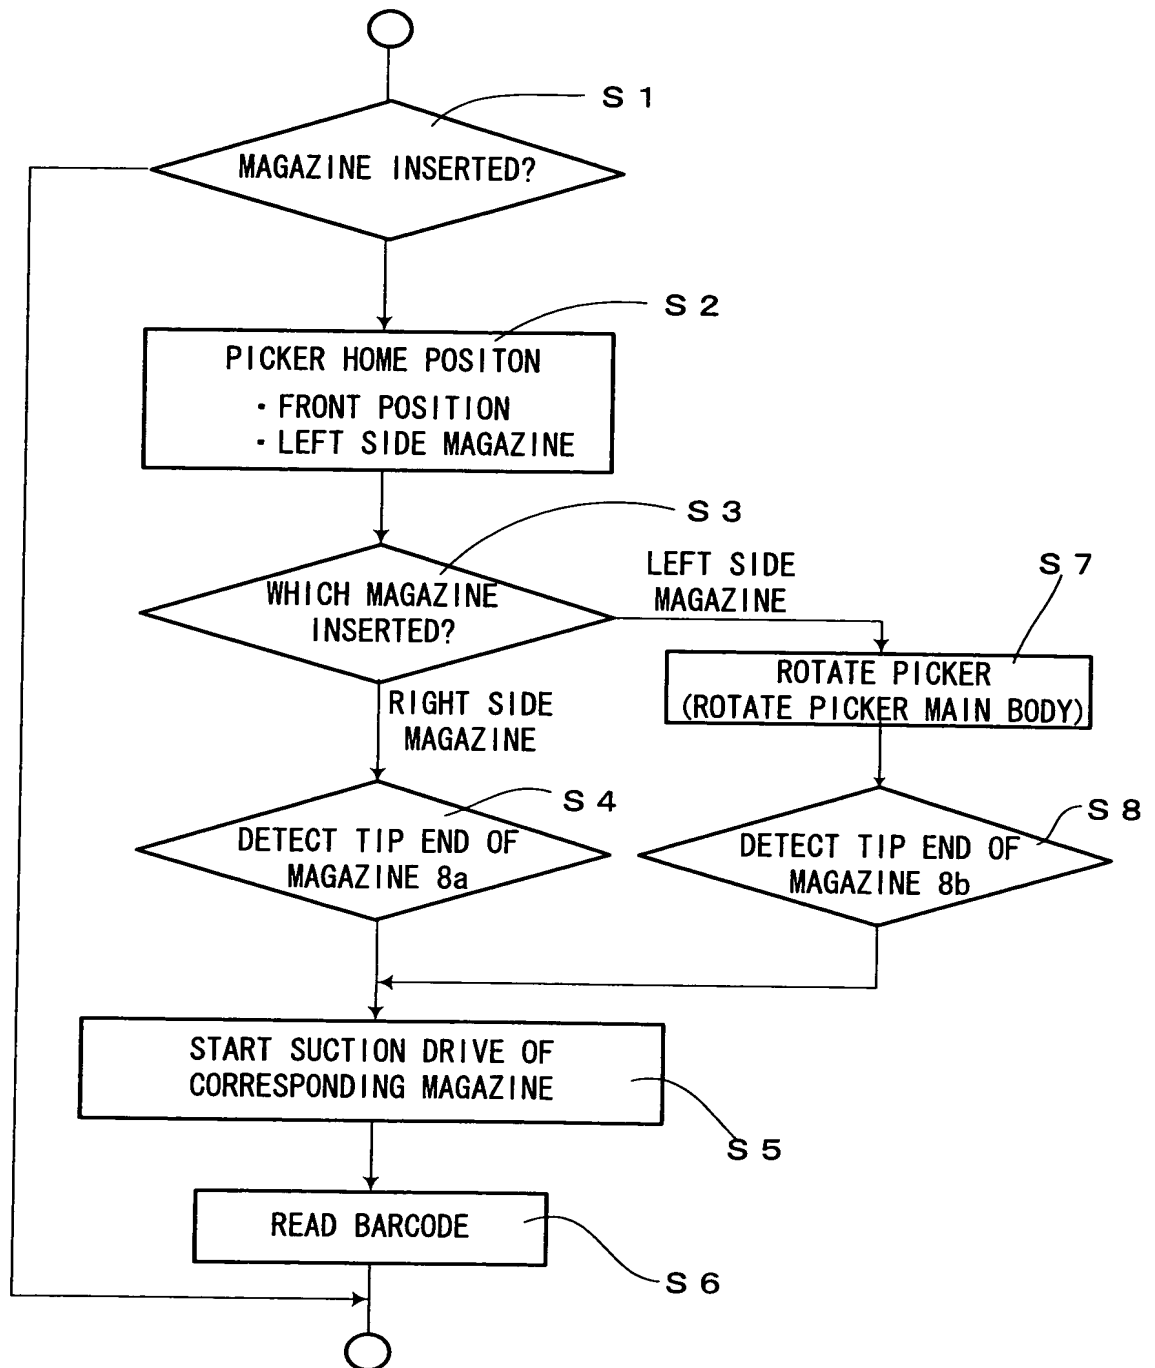 S 1
MAGAZINE INSERTED?
S 2
PICKER HOME POSITON
・FRONT POSITION
・LEFT SIDE MAGAZINE
S 3
WHICH MAGAZINE
INSERTED?
LEFT SIDE
MAGAZINE
S 7
ROTATE PICKER
(ROTATE PICKER MAIN BODY)
RIGHT SIDE
MAGAZINE
S 4
DETECT TIP END OF
MAGAZINE 8a
S 8
DETECT TIP END OF
MAGAZINE 8b
START SUCTION DRIVE OF
CORRESPONDING MAGAZINE
S 5
READ BARCODE
S 6